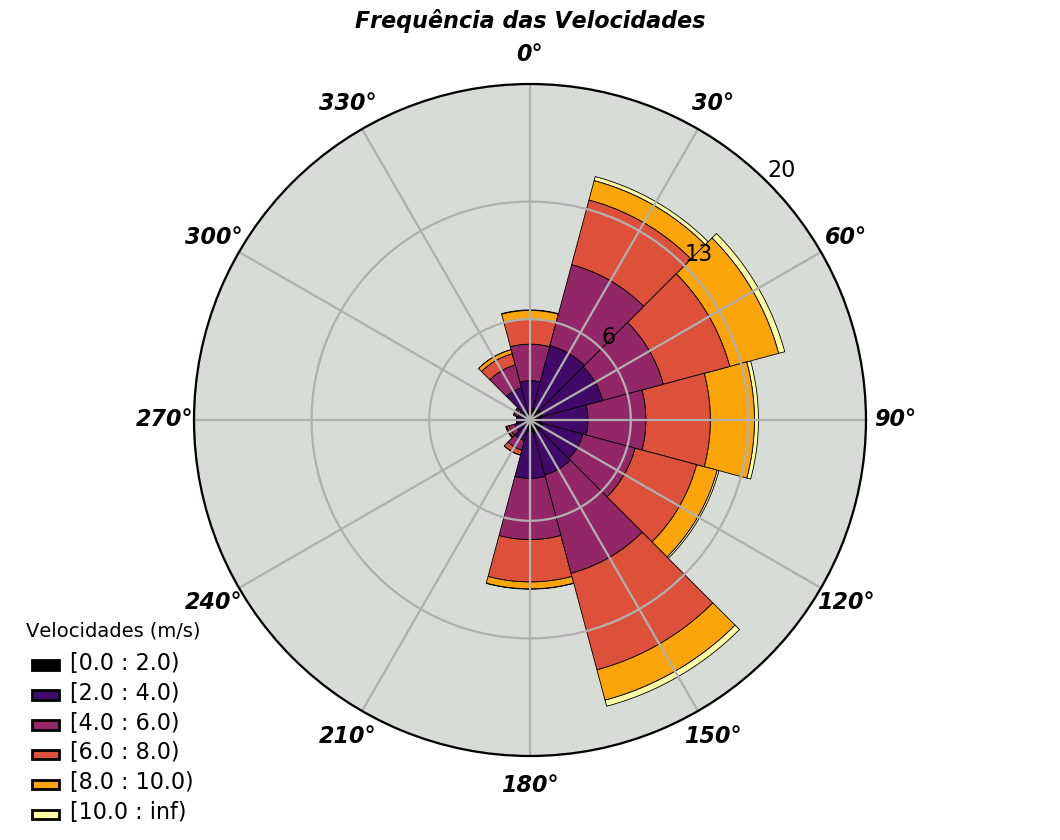 Frequência das Velocidades
0°
330°
30°
20
300°
60°
13
6
270°
90°
240°
120°
210°
150°
180°
Velocidades (m/s)
[0.0 : 2.0)
[2.0 : 4.0)
[4.0 : 6.0)
[6.0 : 8.0)
[8.0 : 10.0)
[10.0 : inf)